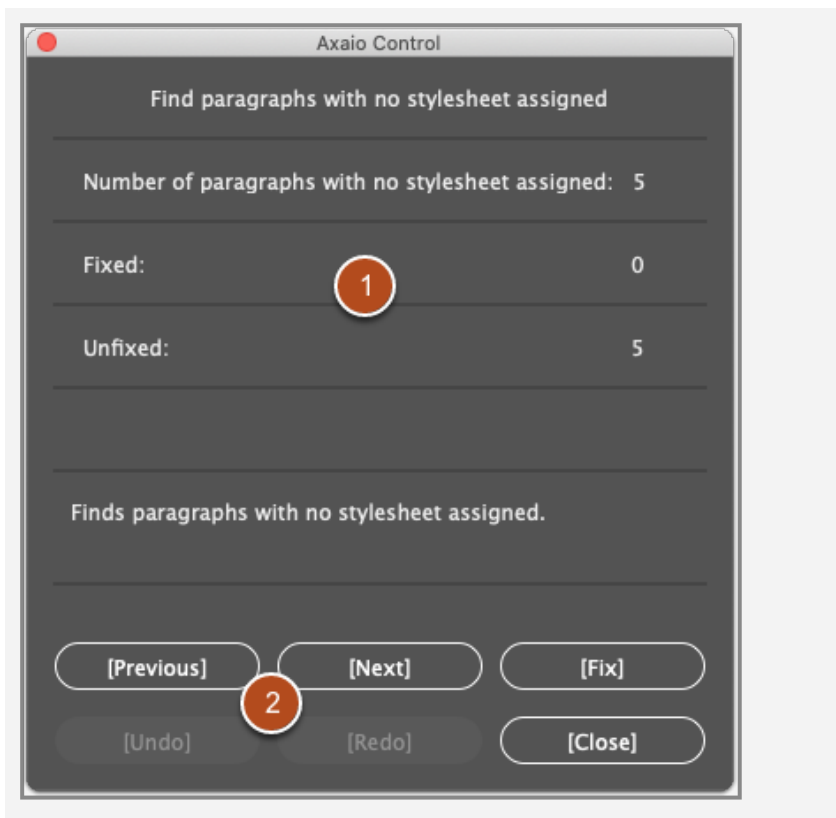 Axaio Control
Find paragraphs with no stylesheet assigned
Number of paragraphs with no stylesheet assigned: 5
Fixed: 0
1
Unfixed: 5
Finds paragraphs with no stylesheet assigned.
[Previous] [Next] [Fix]
2
[Undo] [Redo] [Close]